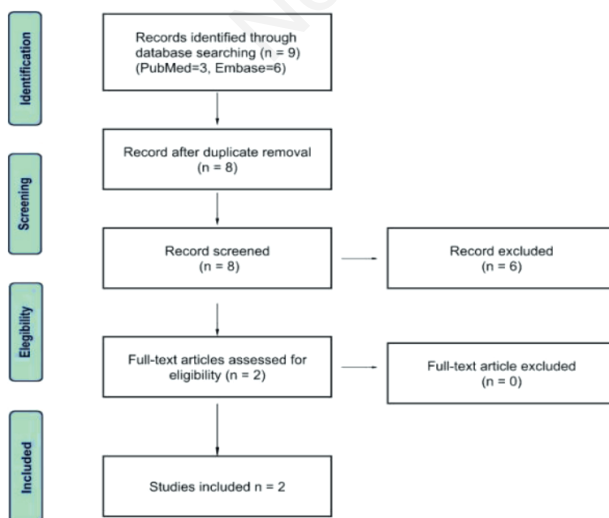 Identification
Records identified through
database searching (n = 9)
(PubMed=3, Embase=6)
Record after duplicate removal
(n = 8)
Screening
Record screened
(n = 8)
Record excluded
(n = 6)
Elegibility
Full-text articles assessed for
eligibility (n = 2)
Full-text article excluded
(n = 0)
Included
Studies included n = 2